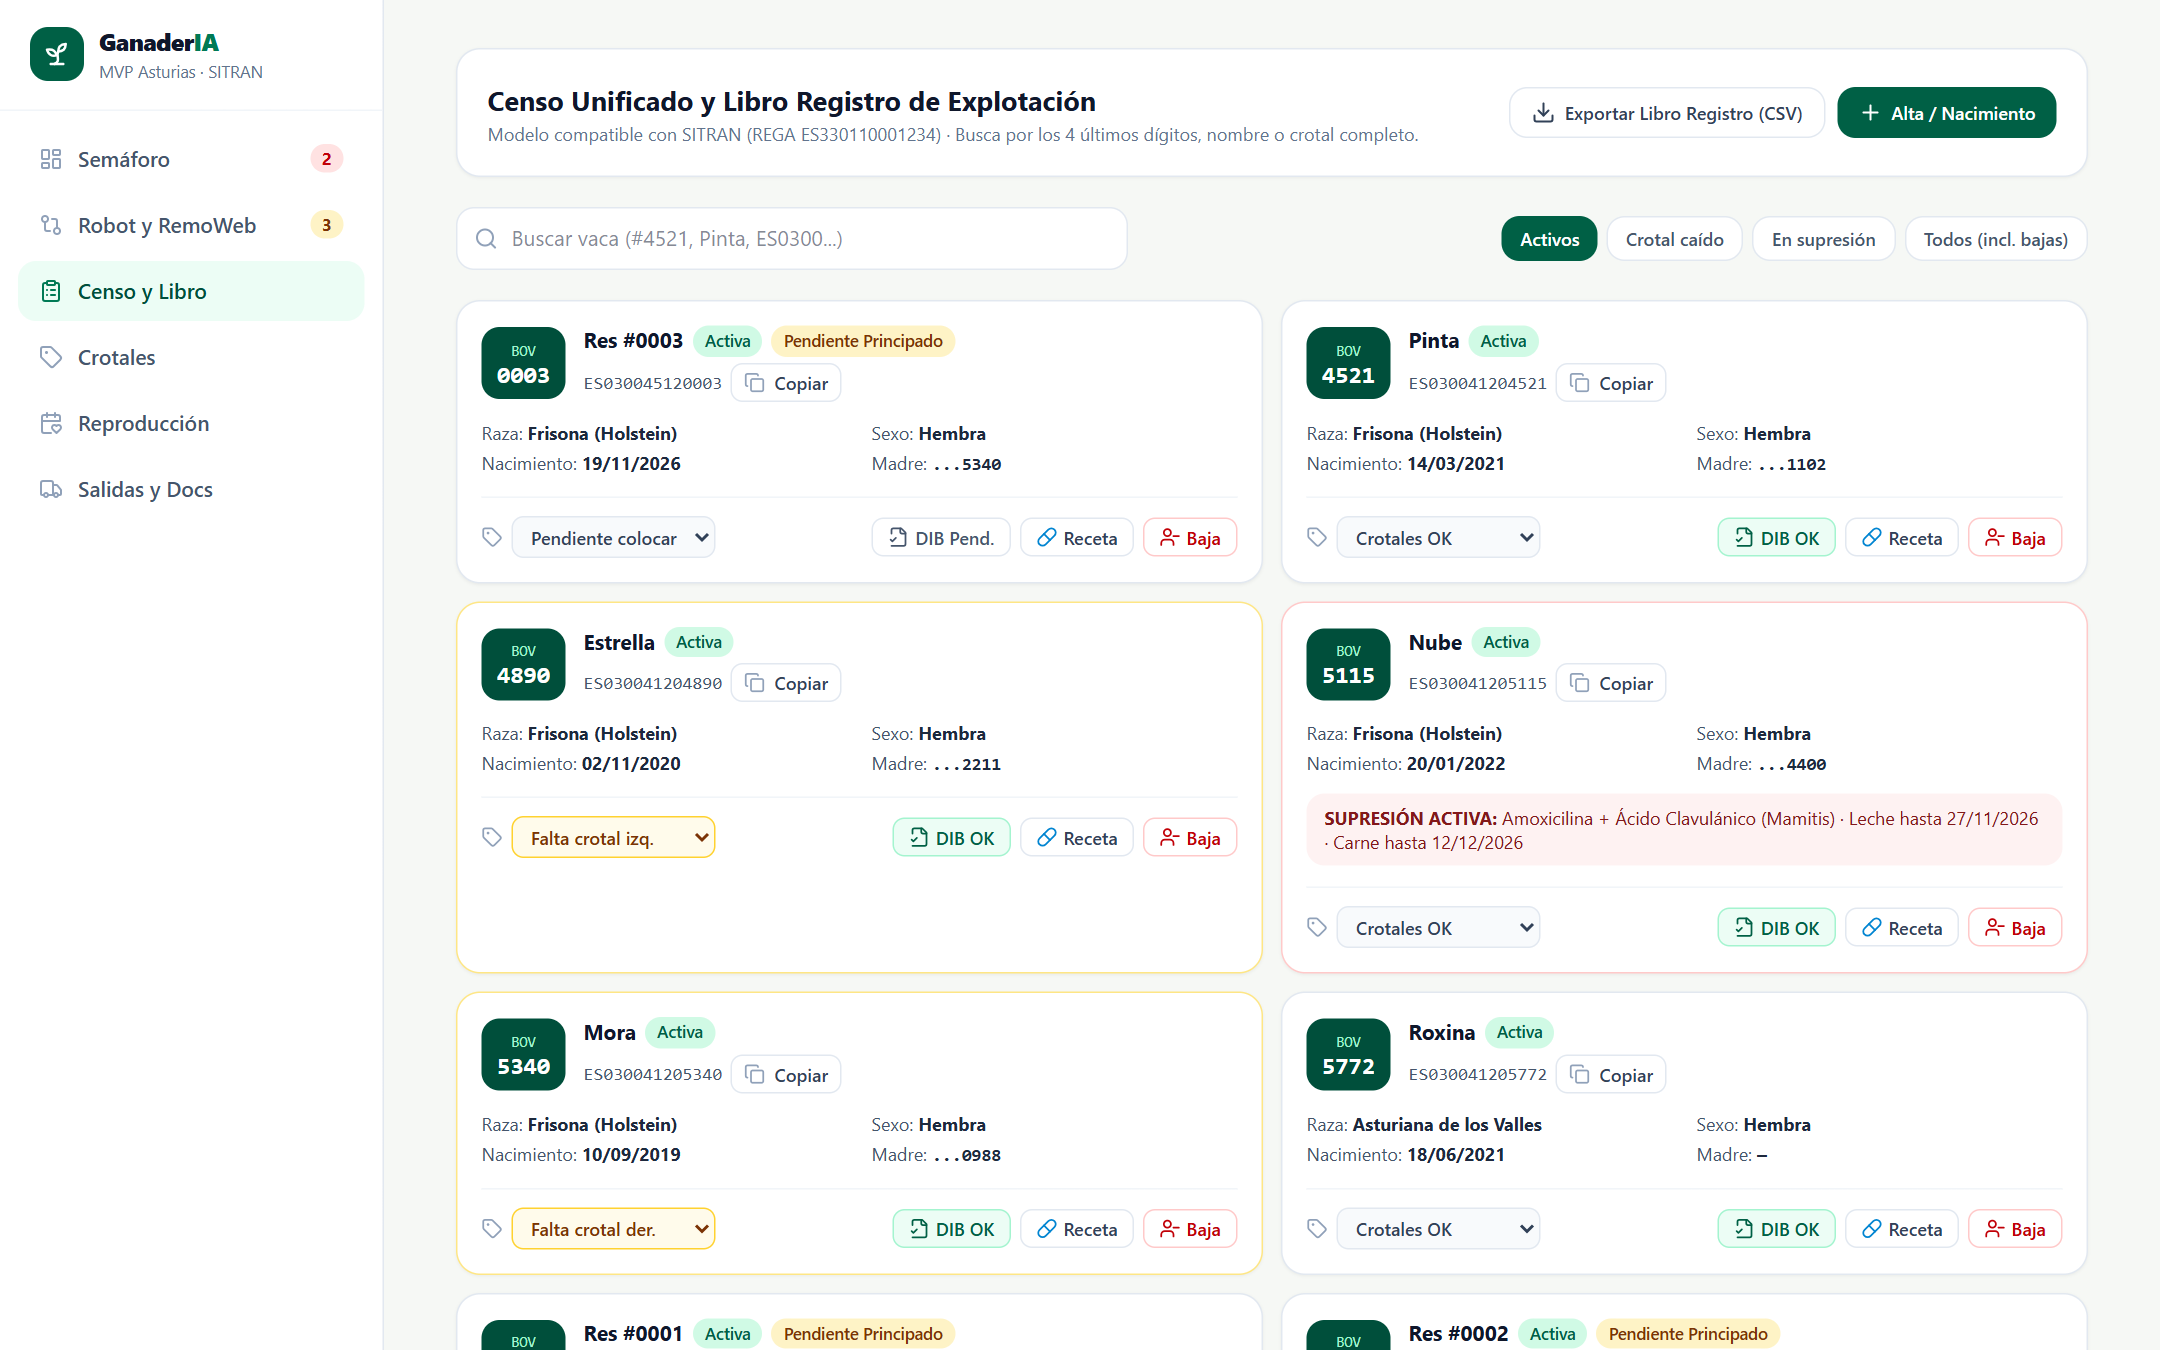 GanaderIA
MVP Asturias · SITRAN
Semáforo
2
Robot y RemoWeb
3
Censo y Libro
Crotales
Reproducción
Salidas y Docs
Censo Unificado y Libro Registro de Explotación
Modelo compatible con SITRAN (REGA ES330110001234) · Busca por los 4 últimos dígitos, nombre o crotal completo.
Exportar Libro Registro (CSV)
Alta / Nacimiento
Buscar vaca (#4521, Pinta, ES0300...)
Activos
Crotal caído
En supresión
Todos (incl. bajas)
BOV
0003
Res #0003
Activa
Pendiente Principado
ES030045120003
Copiar
Raza: Frisona (Holstein)
Sexo: Hembra
Nacimiento: 19/11/2026
Madre: ...5340
Pendiente colocar
DIB Pend.
Receta
Baja
BOV
4521
Pinta
Activa
ES030041204521
Copiar
Raza: Frisona (Holstein)
Sexo: Hembra
Nacimiento: 14/03/2021
Madre: ...1102
Crotales OK
DIB OK
Receta
Baja
BOV
4890
Estrella
Activa
ES030041204890
Copiar
Raza: Frisona (Holstein)
Sexo: Hembra
Nacimiento: 02/11/2020
Madre: ...2211
Falta crotal izq.
DIB OK
Receta
Baja
BOV
5115
Nube
Activa
ES030041205115
Copiar
Raza: Frisona (Holstein)
Sexo: Hembra
Nacimiento: 20/01/2022
Madre: ...4400
SUPRESIÓN ACTIVA: Amoxicilina + Ácido Clavulánico (Mamitis) · Leche hasta 27/11/2026
· Carne hasta 12/12/2026
Crotales OK
DIB OK
Receta
Baja
BOV
5340
Mora
Activa
ES030041205340
Copiar
Raza: Frisona (Holstein)
Sexo: Hembra
Nacimiento: 10/09/2019
Madre: ...0988
Falta crotal der.
DIB OK
Receta
Baja
BOV
5772
Roxina
Activa
ES030041205772
Copiar
Raza: Asturiana de los Valles
Sexo: Hembra
Nacimiento: 18/06/2021
Madre: —
Crotales OK
DIB OK
Receta
Baja
BOV
Res #0001
Activa
Pendiente Principado
BOV
Res #0002
Activa
Pendiente Principado